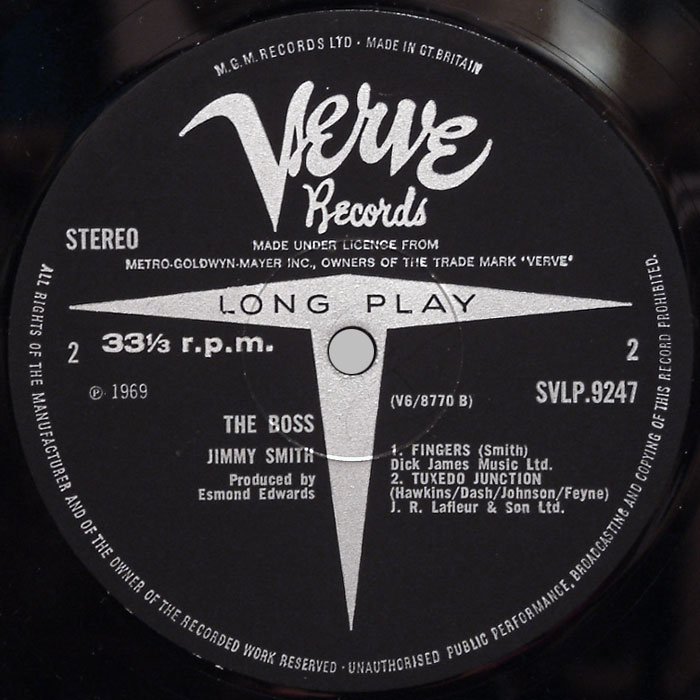 M.G.M. RECORDS LTD · MADE IN GT. BRITAIN
Verve
Records
STEREO
MADE UNDER LICENCE FROM
METRO-GOLDWYN-MAYER INC., OWNERS OF THE TRADE MARK 'VERVE'
LONG PLAY
2 33⅓ r.p.m. 2
℗ 1969 (V6/8770 B) SVLP.9247
THE BOSS
JIMMY SMITH
Produced by
Esmond Edwards
1. FINGERS (Smith)
Dick James Music Ltd.
2. TUXEDO JUNCTION
(Hawkins/Dash/Johnson/Feyne)
J. R. Lafleur & Son Ltd.
ALL RIGHTS OF THE MANUFACTURER AND OF THE OWNER OF THE RECORDED WORK RESERVED · UNAUTHORISED PUBLIC PERFORMANCE, BROADCASTING AND COPYING OF THIS RECORD PROHIBITED.